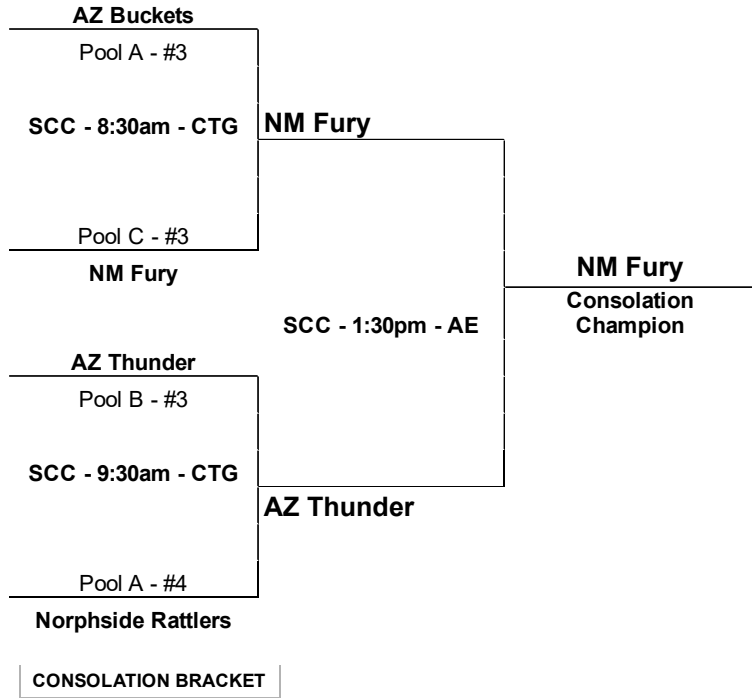 AZ Buckets
Pool A - #3
SCC - 8:30am - CTG
NM Fury
Pool C - #3
NM Fury
NM Fury
Consolation
Champion
SCC - 1:30pm - AE
AZ Thunder
Pool B - #3
SCC - 9:30am - CTG
AZ Thunder
Pool A - #4
Norphside Rattlers
CONSOLATION BRACKET